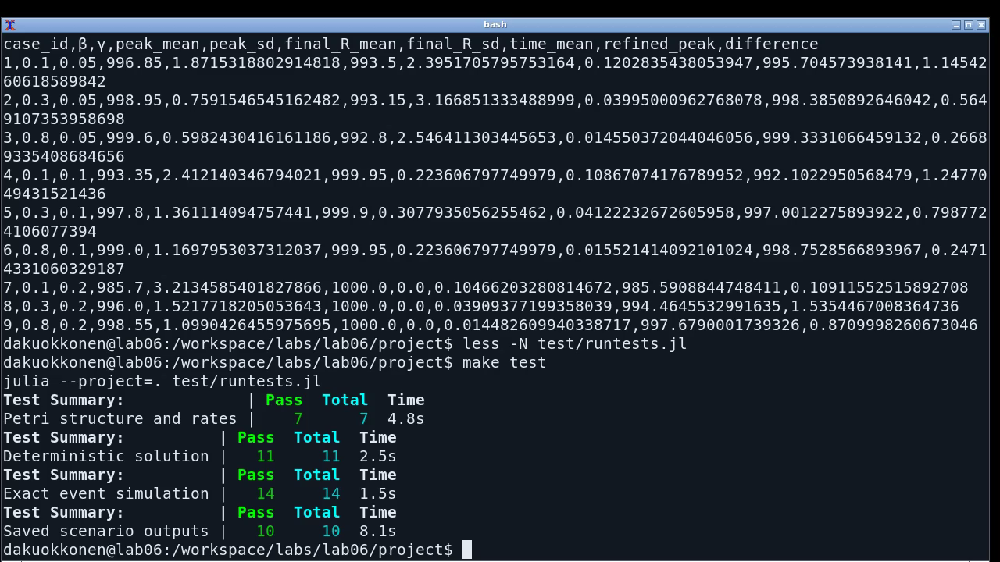 bash
case_id,β,γ,peak_mean,peak_sd,final_R_mean,final_R_sd,time_mean,refined_peak,difference
1,0.1,0.05,996.85,1.8715318802914818,993.5,2.3951705795753164,0.1202835438053947,995.704573938141,1.14542
60618589842
2,0.3,0.05,998.95,0.7591546545162482,993.15,3.166851333488999,0.03995000962768078,998.3850892646042,0.564
9107353958698
3,0.8,0.05,999.6,0.5982430416161186,992.8,2.546411303445653,0.014550372044046056,999.3331066459132,0.2668
9335408684656
4,0.1,0.1,993.35,2.412140346794021,999.95,0.223606797749979,0.10867074176789952,992.1022950568479,1.24770
49431521436
5,0.3,0.1,997.8,1.361114094757441,999.9,0.3077935056255462,0.04122232672605958,997.0012275893922,0.798772
4106077394
6,0.8,0.1,999.0,1.1697953037312037,999.95,0.223606797749979,0.015521414092101024,998.7528566893967,0.2471
4331060329187
7,0.1,0.2,985.7,3.2134585401827866,1000.0,0.0,0.10466203280814672,985.5908844748411,0.10911552515892708
8,0.3,0.2,996.0,1.5217718205053643,1000.0,0.0,0.03909377199358039,994.4645532991635,1.5354467008364736
9,0.8,0.2,998.55,1.0990426455975695,1000.0,0.0,0.014482609940338717,997.6790001739326,0.8709998260673046
dakuokkonen@lab06:/workspace/labs/lab06/project$ less -N test/runtests.jl
dakuokkonen@lab06:/workspace/labs/lab06/project$ make test
julia --project=. test/runtests.jl
Test Summary:             | Pass  Total  Time
Petri structure and rates |    7      7  4.8s
Test Summary:          | Pass  Total  Time
Deterministic solution |   11     11  2.5s
Test Summary:          | Pass  Total  Time
Exact event simulation |   14     14  1.5s
Test Summary:          | Pass  Total  Time
Saved scenario outputs |   10     10  8.1s
dakuokkonen@lab06:/workspace/labs/lab06/project$